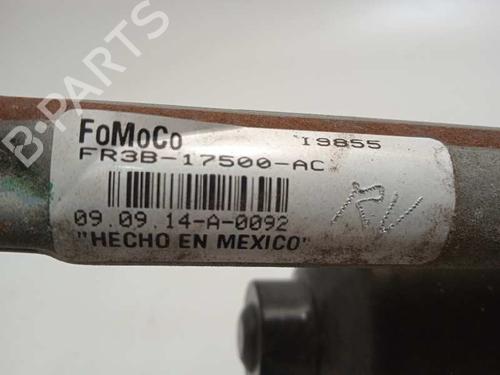 B-PARTS
FoMoCo 19855
FR3B-17500-AC
09.09.14-A-0092
"HECHO EN MEXICO"